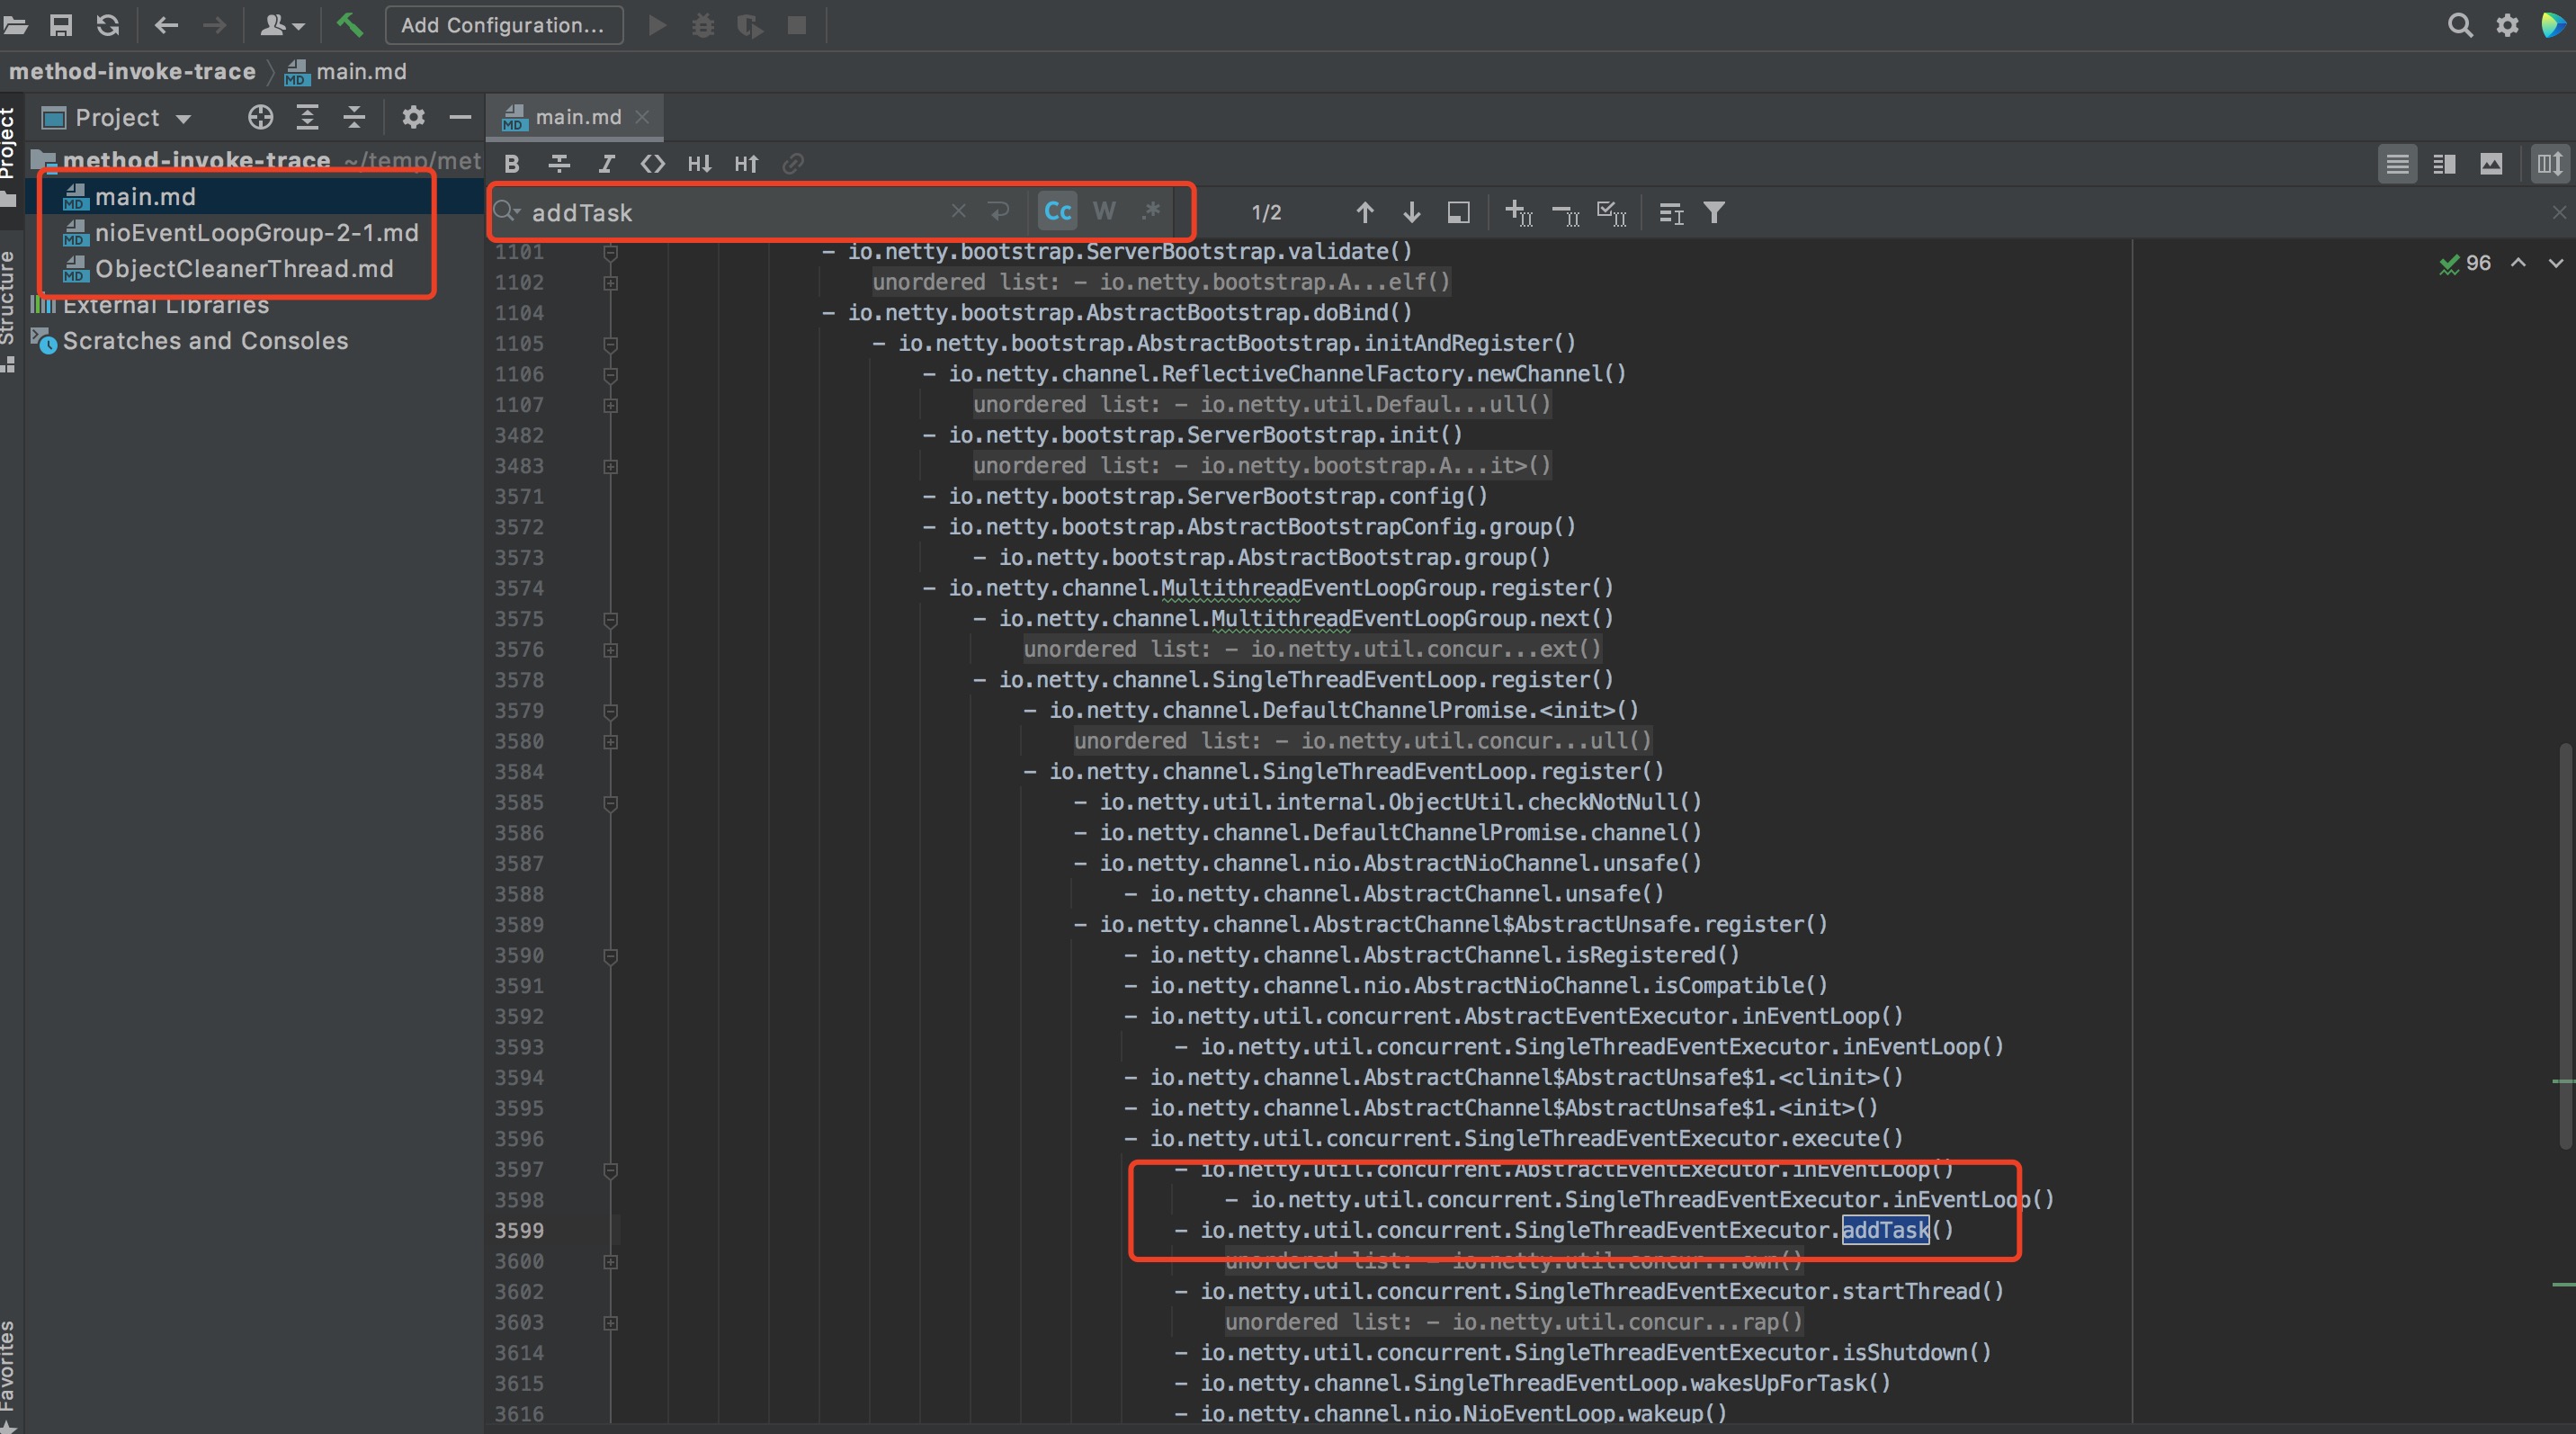 Add Configuration...
method-invoke-trace
main.md
Project
main.md
method-invoke-trace ~/temp/met
main.md
nioEventLoopGroup-2-1.md
ObjectCleanerThread.md
External Libraries
Scratches and Consoles
Project
Structure
Favorites
B I <> H↓ H↑
addTask
Cc W .*
1/2
96
1101 - io.netty.bootstrap.ServerBootstrap.validate()
1102 unordered list: - io.netty.bootstrap.A...elf()
1104 - io.netty.bootstrap.AbstractBootstrap.doBind()
1105 - io.netty.bootstrap.AbstractBootstrap.initAndRegister()
1106 - io.netty.channel.ReflectiveChannelFactory.newChannel()
1107 unordered list: - io.netty.util.Defaul...ull()
3482 - io.netty.bootstrap.ServerBootstrap.init()
3483 unordered list: - io.netty.bootstrap.A...it>()
3571 - io.netty.bootstrap.ServerBootstrap.config()
3572 - io.netty.bootstrap.AbstractBootstrapConfig.group()
3573 - io.netty.bootstrap.AbstractBootstrap.group()
3574 - io.netty.channel.MultithreadEventLoopGroup.register()
3575 - io.netty.channel.MultithreadEventLoopGroup.next()
3576 unordered list: - io.netty.util.concur...ext()
3578 - io.netty.channel.SingleThreadEventLoop.register()
3579 - io.netty.channel.DefaultChannelPromise.<init>()
3580 unordered list: - io.netty.util.concur...ull()
3584 - io.netty.channel.SingleThreadEventLoop.register()
3585 - io.netty.util.internal.ObjectUtil.checkNotNull()
3586 - io.netty.channel.DefaultChannelPromise.channel()
3587 - io.netty.channel.nio.AbstractNioChannel.unsafe()
3588 - io.netty.channel.AbstractChannel.unsafe()
3589 - io.netty.channel.AbstractChannel$AbstractUnsafe.register()
3590 - io.netty.channel.AbstractChannel.isRegistered()
3591 - io.netty.channel.nio.AbstractNioChannel.isCompatible()
3592 - io.netty.util.concurrent.AbstractEventExecutor.inEventLoop()
3593 - io.netty.util.concurrent.SingleThreadEventExecutor.inEventLoop()
3594 - io.netty.channel.AbstractChannel$AbstractUnsafe$1.<clinit>()
3595 - io.netty.channel.AbstractChannel$AbstractUnsafe$1.<init>()
3596 - io.netty.util.concurrent.SingleThreadEventExecutor.execute()
3597 - io.netty.util.concurrent.AbstractEventExecutor.inEventLoop()
3598 - io.netty.util.concurrent.SingleThreadEventExecutor.inEventLoop()
3599 - io.netty.util.concurrent.SingleThreadEventExecutor.addTask()
3600 unordered list: - io.netty.util.concur...own()
3602 - io.netty.util.concurrent.SingleThreadEventExecutor.startThread()
3603 unordered list: - io.netty.util.concur...rap()
3614 - io.netty.util.concurrent.SingleThreadEventExecutor.isShutdown()
3615 - io.netty.channel.SingleThreadEventLoop.wakesUpForTask()
3616 - io.netty.channel.nio.NioEventLoop.wakeup()